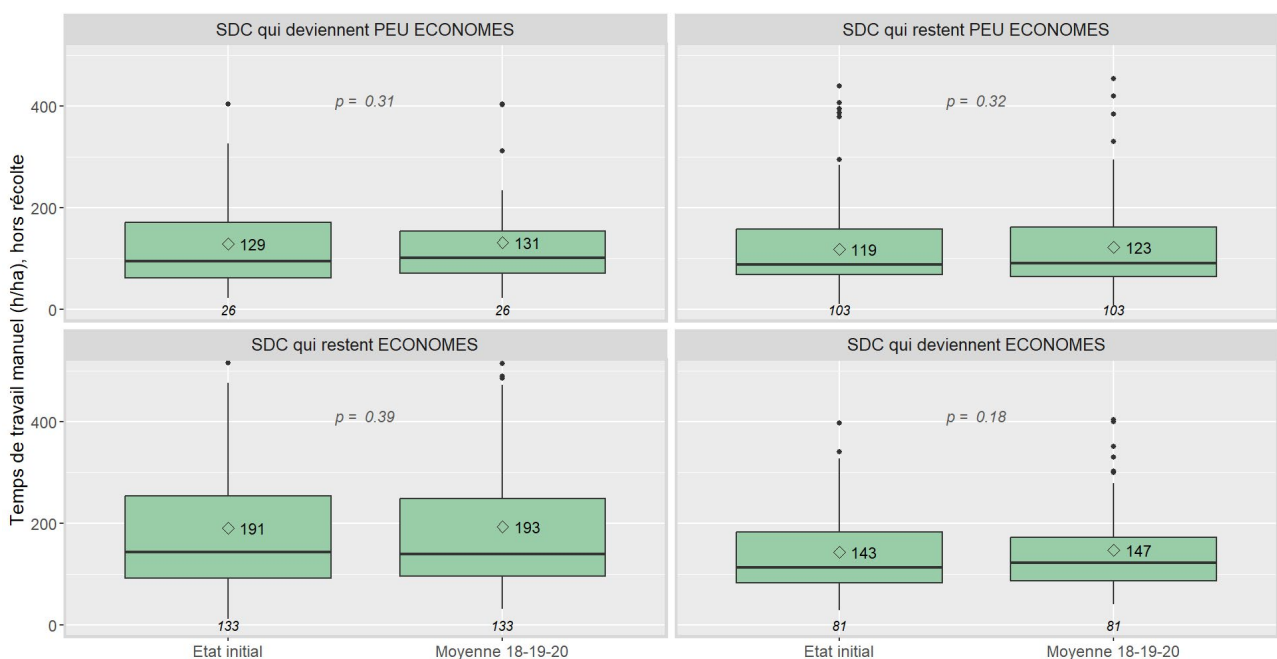 SDC qui deviennent PEU ECONOMES
SDC qui restent PEU ECONOMES
Temps de travail manuel (h/ha), hors récolte
400
200
0
p = 0.31
129
131
26
26
p = 0.32
119
123
103
103
SDC qui restent ECONOMES
SDC qui deviennent ECONOMES
400
200
0
p = 0.39
191
193
133
133
p = 0.18
143
147
81
81
Etat initial
Moyenne 18-19-20
Etat initial
Moyenne 18-19-20